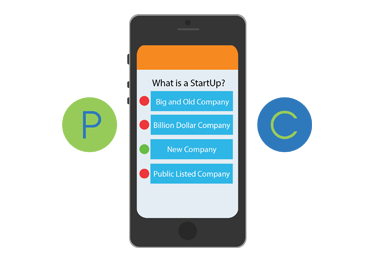 What is a StartUp?
Big and Old Company
P
Billion Dollar Company
C
New Company
Public Listed Company